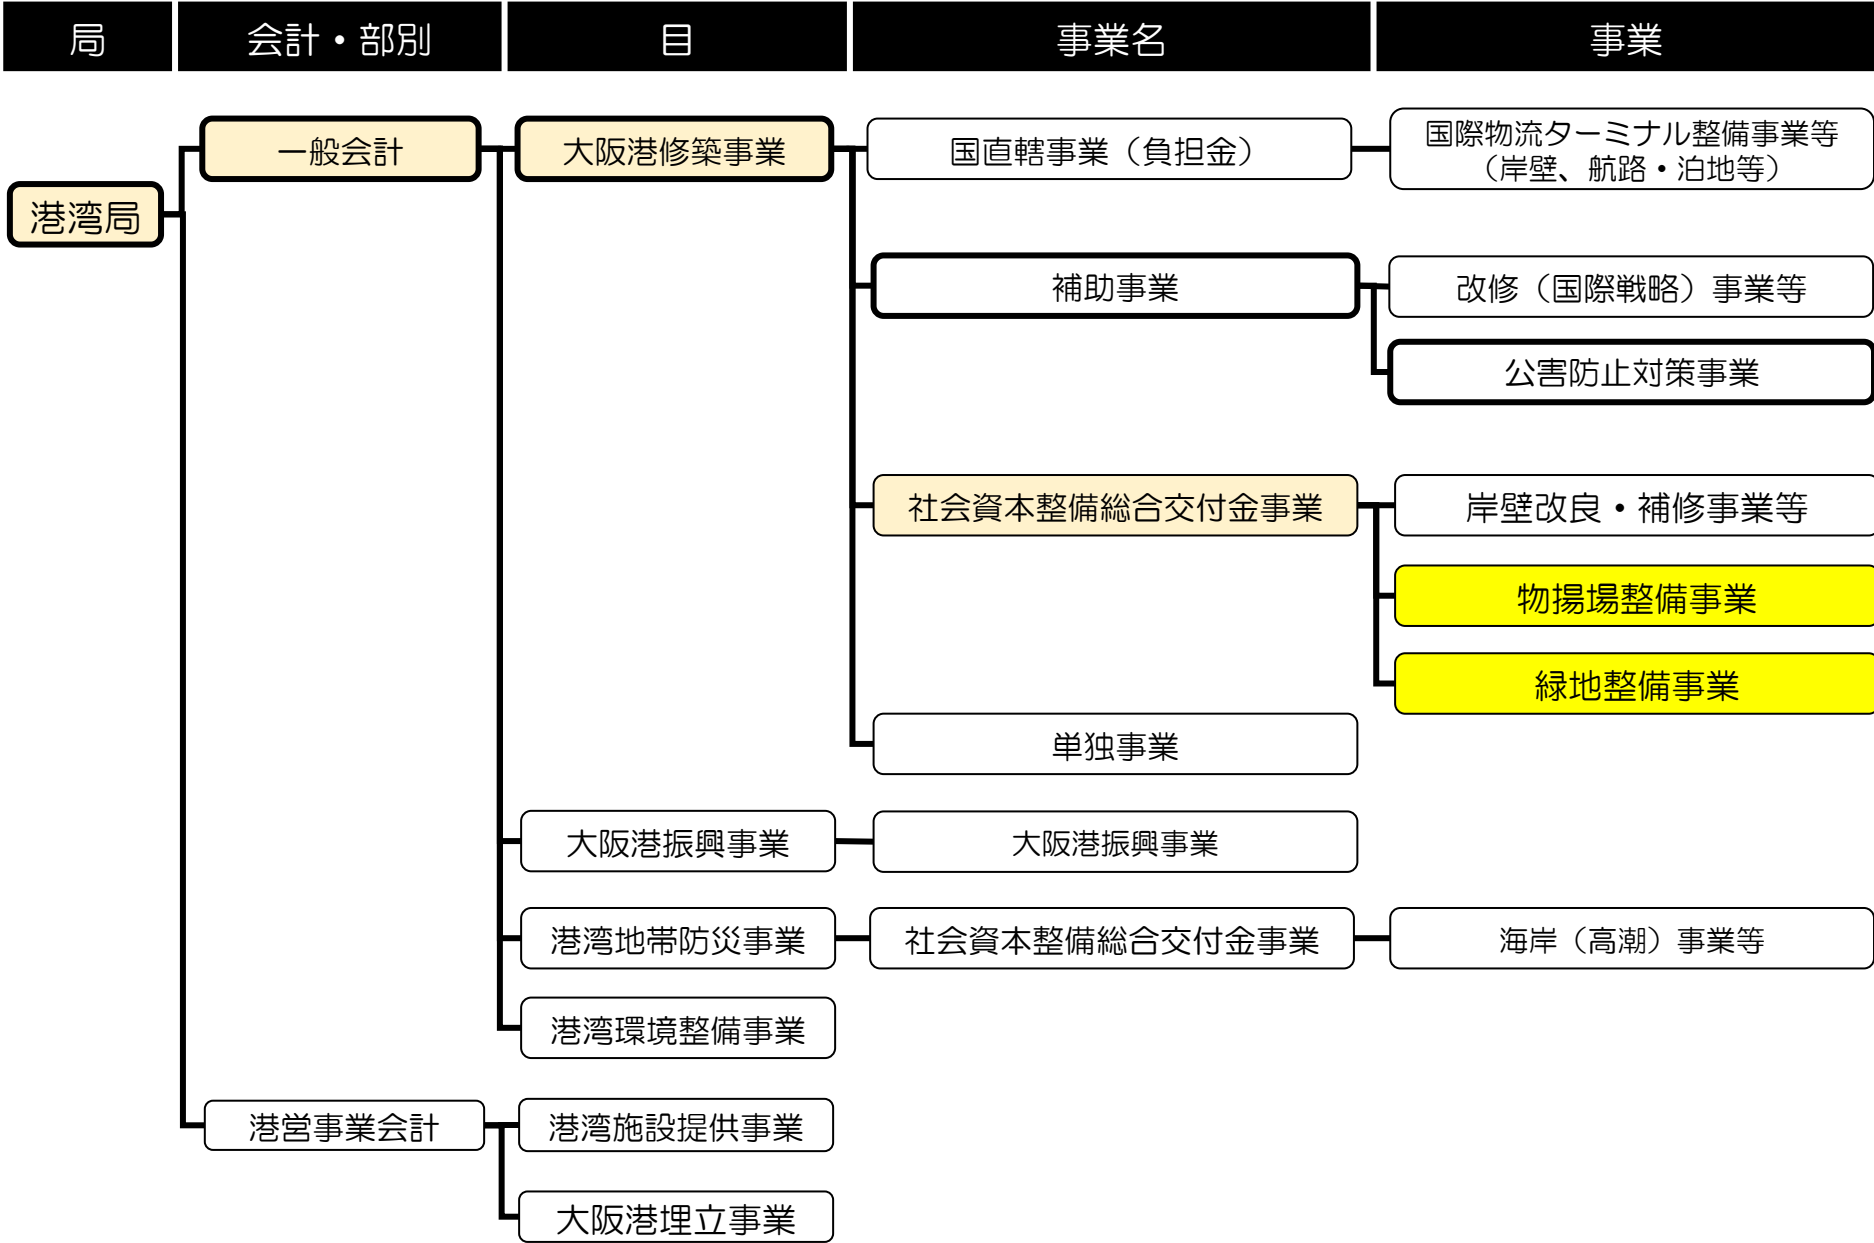 局
会計・部別
目
事業名
事業
港湾局
一般会計
大阪港修築事業
国直轄事業（負担金）
国際物流ターミナル整備事業等
（岸壁、航路・泊地等）
補助事業
改修（国際戦略）事業等
公害防止対策事業
社会資本整備総合交付金事業
岸壁改良・補修事業等
物揚場整備事業
緑地整備事業
単独事業
大阪港振興事業
大阪港振興事業
港湾地帯防災事業
社会資本整備総合交付金事業
海岸（高潮）事業等
港湾環境整備事業
港営事業会計
港湾施設提供事業
大阪港埋立事業